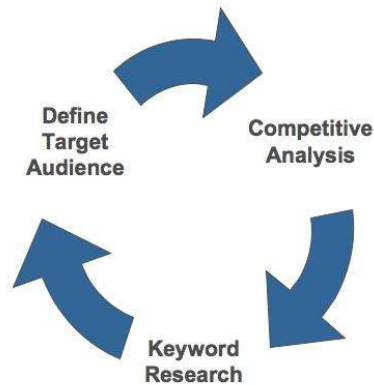 Define
Target
Audience
Competitive
Analysis
Keyword
Research